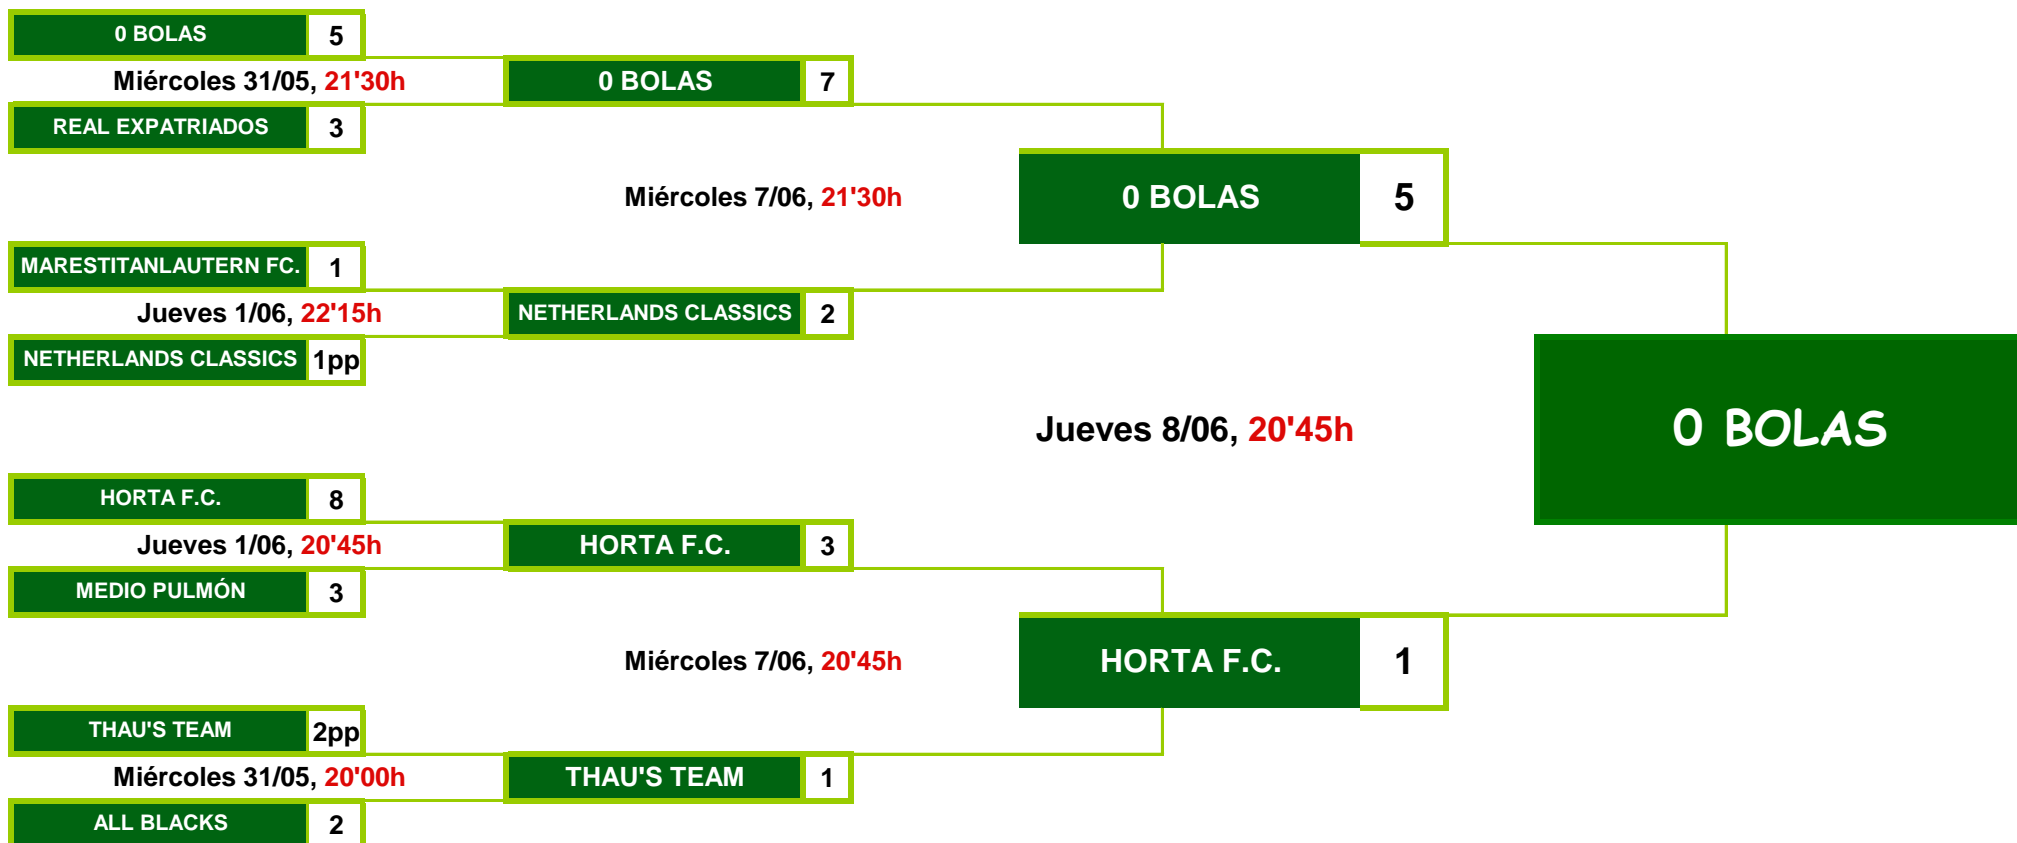 0 BOLAS 5
Miércoles 31/05, 21'30h
0 BOLAS 7
REAL EXPATRIADOS 3
Miércoles 7/06, 21'30h
0 BOLAS 5
MARESTITANLAUTERN FC. 1
Jueves 1/06, 22'15h
NETHERLANDS CLASSICS 2
NETHERLANDS CLASSICS 1pp
Jueves 8/06, 20'45h
0 BOLAS
HORTA F.C. 8
Jueves 1/06, 20'45h
HORTA F.C. 3
MEDIO PULMÓN 3
Miércoles 7/06, 20'45h
HORTA F.C. 1
THAU'S TEAM 2pp
Miércoles 31/05, 20'00h
THAU'S TEAM 1
ALL BLACKS 2